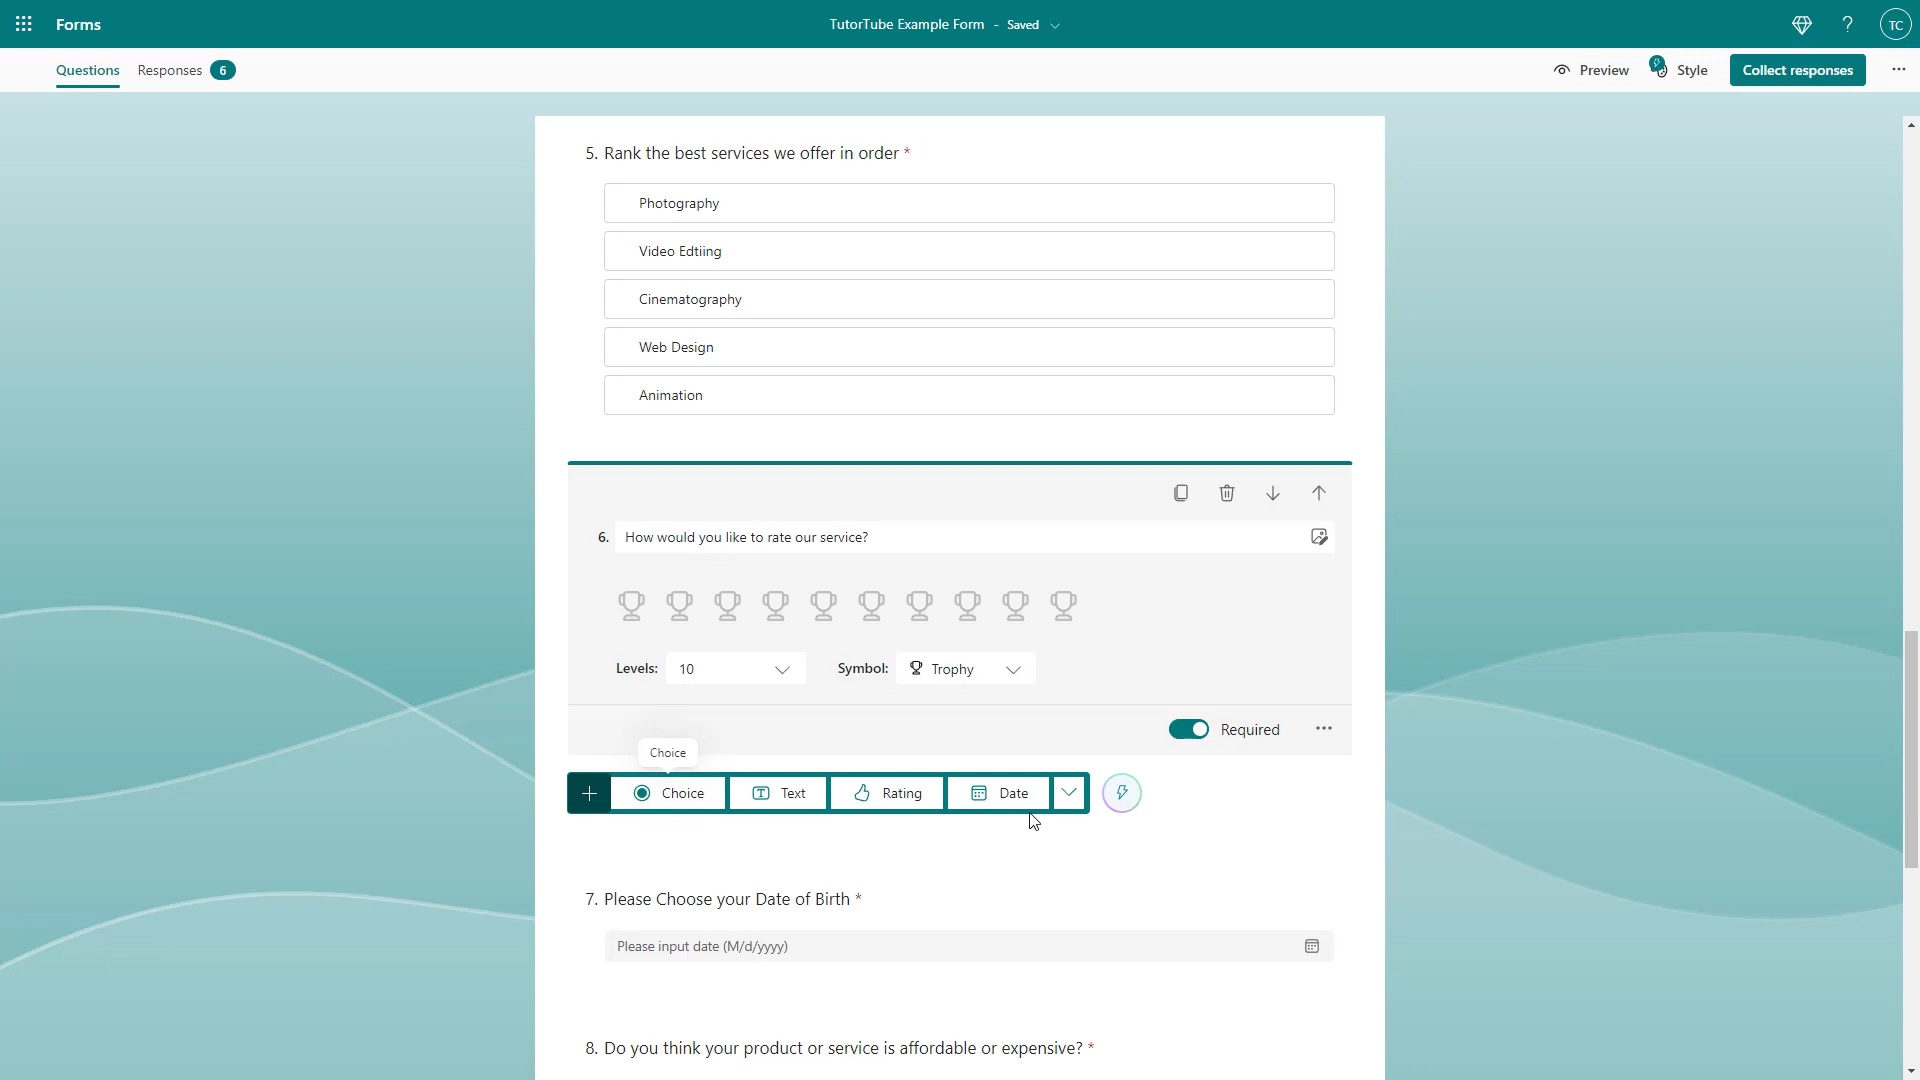 Forms
TutorTube Example Form - Saved
? TC
Questions Responses 6
Preview Style Collect responses
5. Rank the best services we offer in order *
Photography
Video Edtiing
Cinematography
Web Design
Animation
6. How would you like to rate our service?
Levels: 10 Symbol: Trophy
Required
Choice
Choice Text Rating Date
7. Please Choose your Date of Birth *
Please input date (M/d/yyyy)
8. Do you think your product or service is affordable or expensive? *